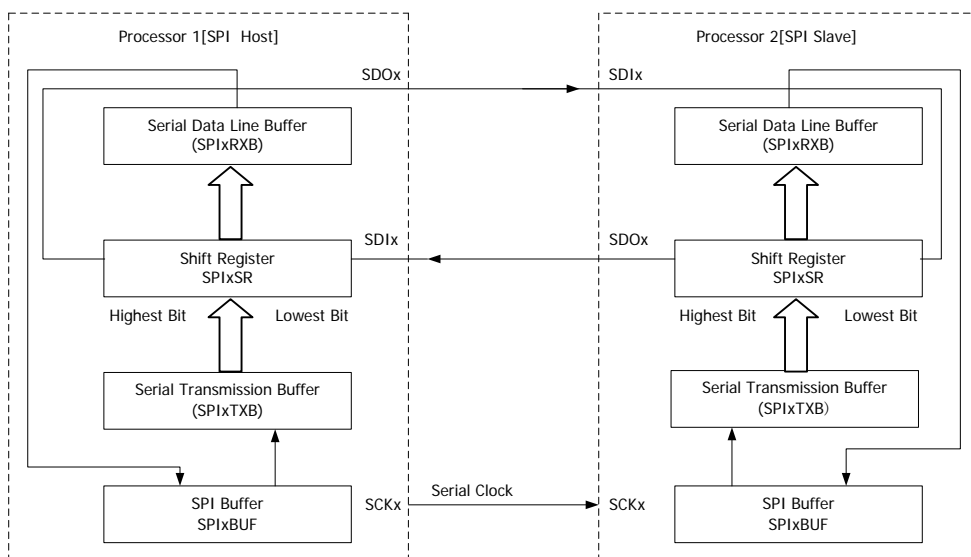 Processor 1[SPI Host]
SDOx
Serial Data Line Buffer
(SPIxRXB)
SDIx
Shift Register
SPIxSR
Highest Bit
Lowest Bit
Serial Transmission Buffer
(SPIxTXB)
SPI Buffer
SPIxBUF
SCKx
Serial Clock
Processor 2[SPI Slave]
SDIx
Serial Data Line Buffer
(SPIxRXB)
SDOx
Shift Register
SPIxSR
Highest Bit
Lowest Bit
Serial Transmission Buffer
(SPIxTXB）
SCKx
SPI Buffer
SPIxBUF